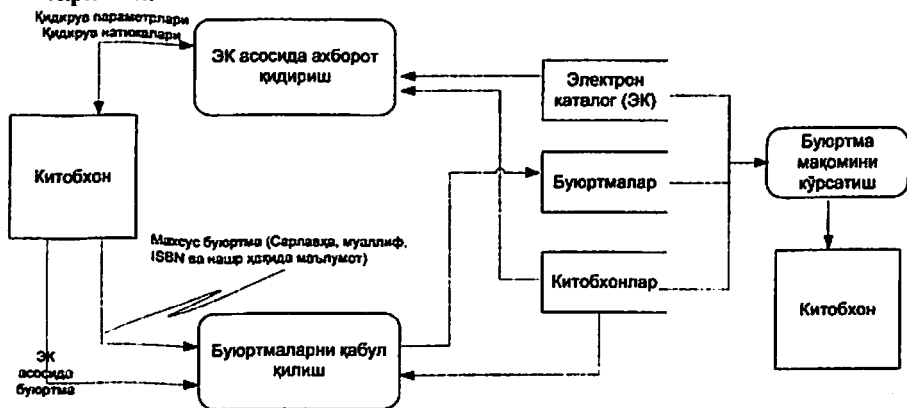 Қидирув параметрлари
Қидирув натижалари
ЭК асосида ахборот
қидириш
Электрон
каталог (ЭК)
Китобхон
Буюртмалар
Буюртма
мақомини
кўрсатиш
Махсус буюртма (Сарлавҳа, муаллиф,
ISBN ва нашр ҳақида маълумот)
Китобхонлар
Китобхон
Буюртмаларни қабул
қилиш
ЭК
асосида
буюртма